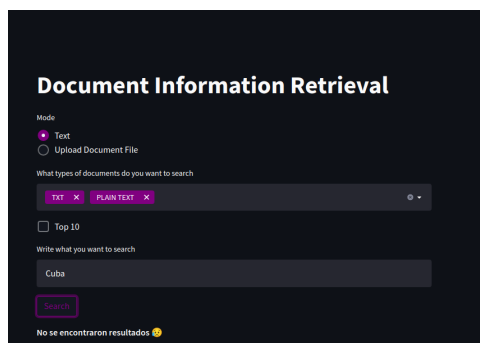 Document Information Retrieval
Mode
Text
Upload Document File
What types of documents do you want to search
TXT PLAIN TEXT
Top 10
Write what you want to search
Cuba
Search
No se encontraron resultados 😥